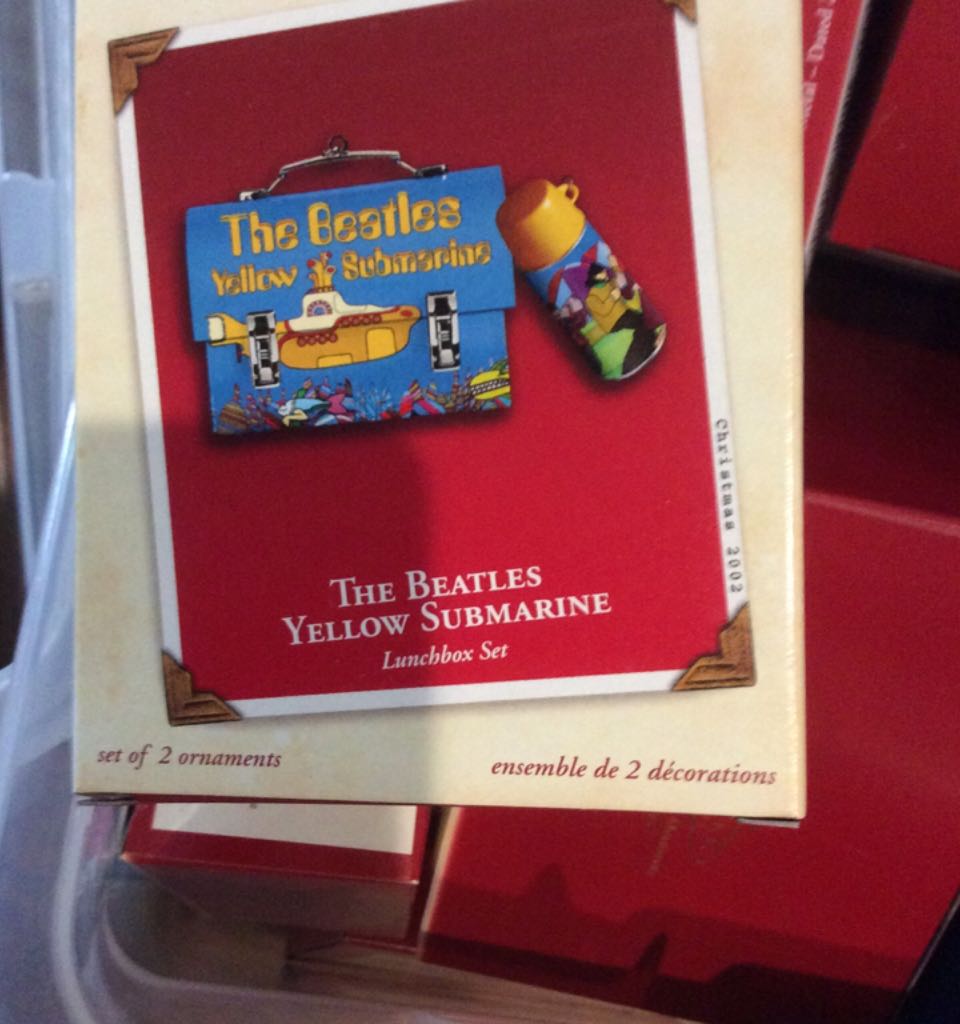 The Beatles
Yellow Submarine
Christmas 2002
THE BEATLES
YELLOW SUBMARINE
Lunchbox Set
set of 2 ornaments
ensemble de 2 décorations